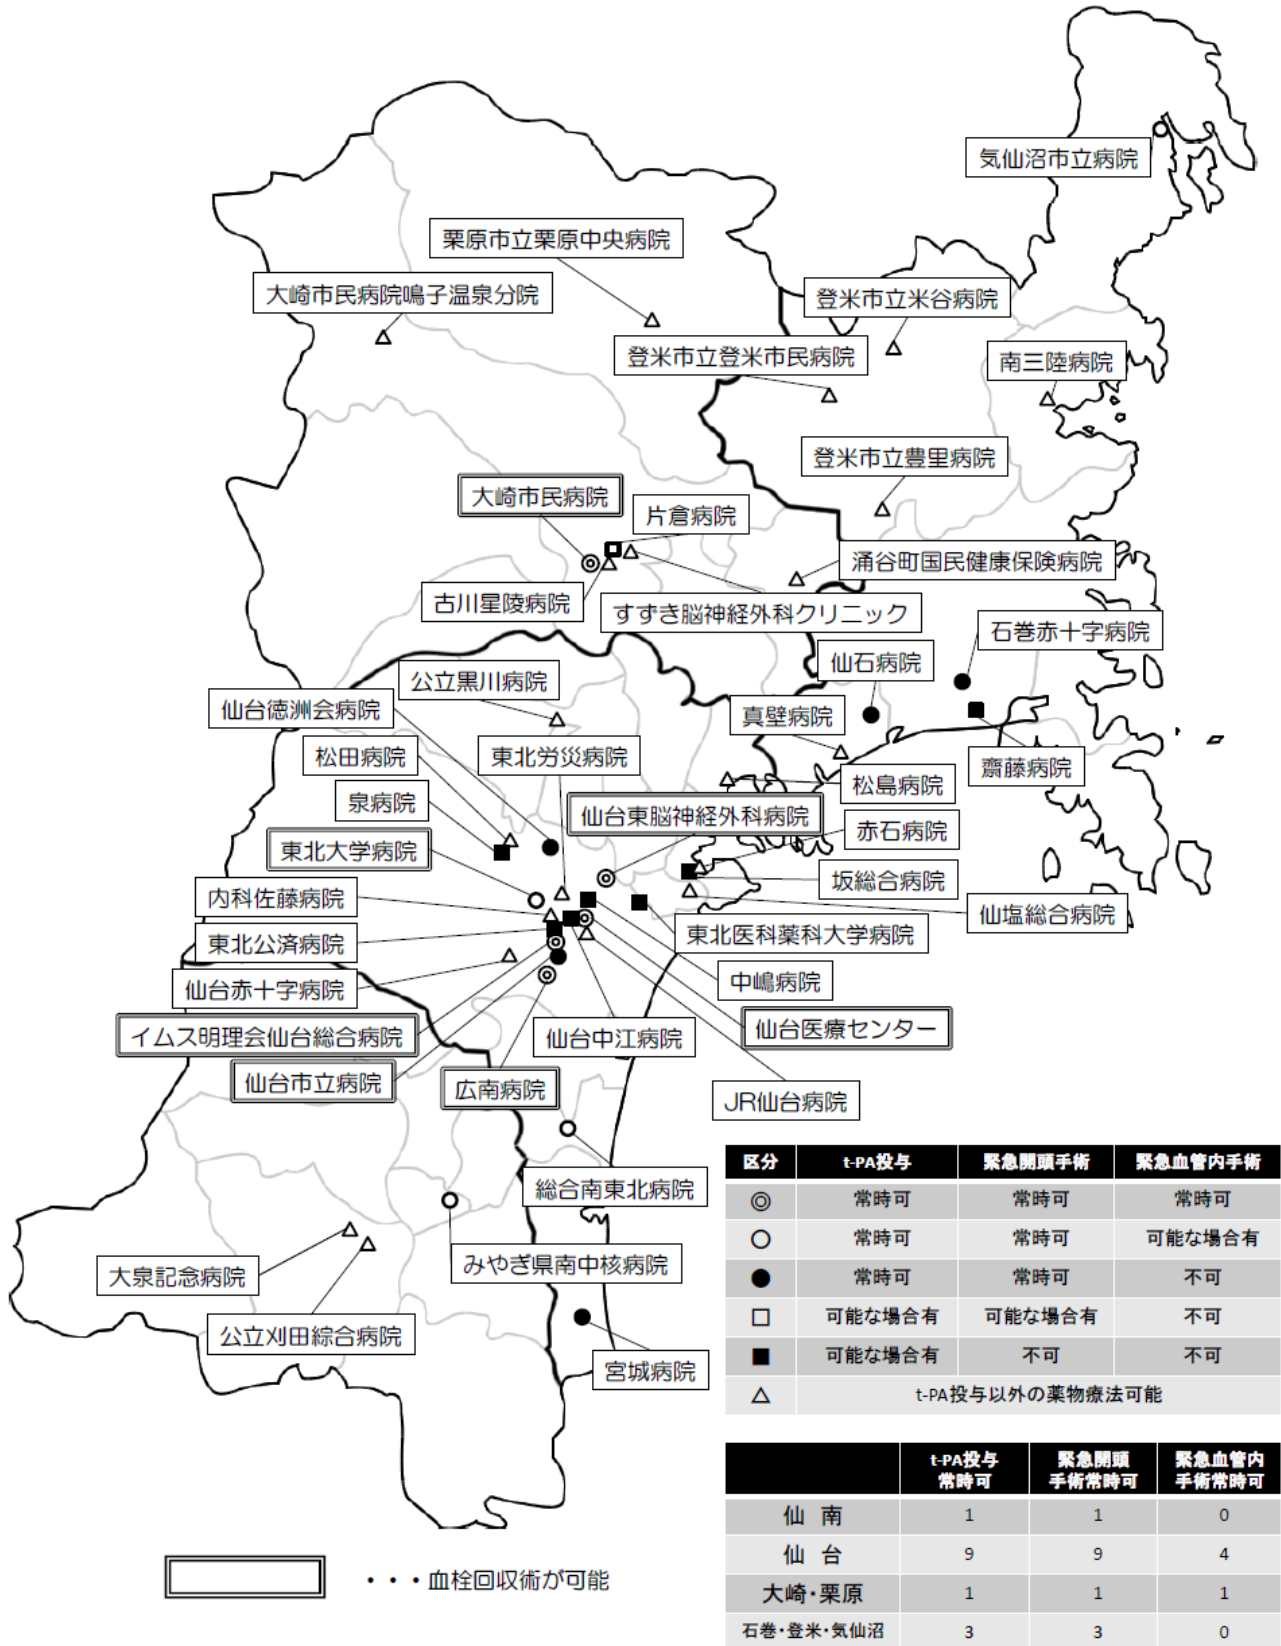 気仙沼市立病院
栗原市立栗原中央病院
大崎市民病院鳴子温泉分院
登米市立米谷病院
登米市立登米市民病院
南三陸病院
登米市立豊里病院
大崎市民病院
片倉病院
涌谷町国民健康保険病院
古川星陵病院
すずき脳神経外科クリニック
石巻赤十字病院
仙石病院
公立黒川病院
仙台徳洲会病院
真壁病院
松田病院
東北労災病院
齋藤病院
松島病院
泉病院
仙台東脳神経外科病院
赤石病院
東北大学病院
坂総合病院
内科佐藤病院
仙塩総合病院
東北公済病院
東北医科薬科大学病院
中嶋病院
仙台赤十字病院
イムス明理会仙台総合病院
仙台中江病院
仙台医療センター
仙台市立病院
広南病院
JR仙台病院
総合南東北病院
大泉記念病院
みやぎ県南中核病院
公立刈田綜合病院
宮城病院
区分 t-PA投与 緊急開頭手術 緊急血管内手術
◎ 常時可 常時可 常時可
○ 常時可 常時可 可能な場合有
● 常時可 常時可 不可
□ 可能な場合有 可能な場合有 不可
■ 可能な場合有 不可 不可
△ t-PA投与以外の薬物療法可能
t-PA投与 緊急開頭 緊急血管内
常時可 手術常時可 手術常時可
仙 南 1 1 0
仙 台 9 9 4
大崎・栗原 1 1 1
石巻・登米・気仙沼 3 3 0
・・・血栓回収術が可能